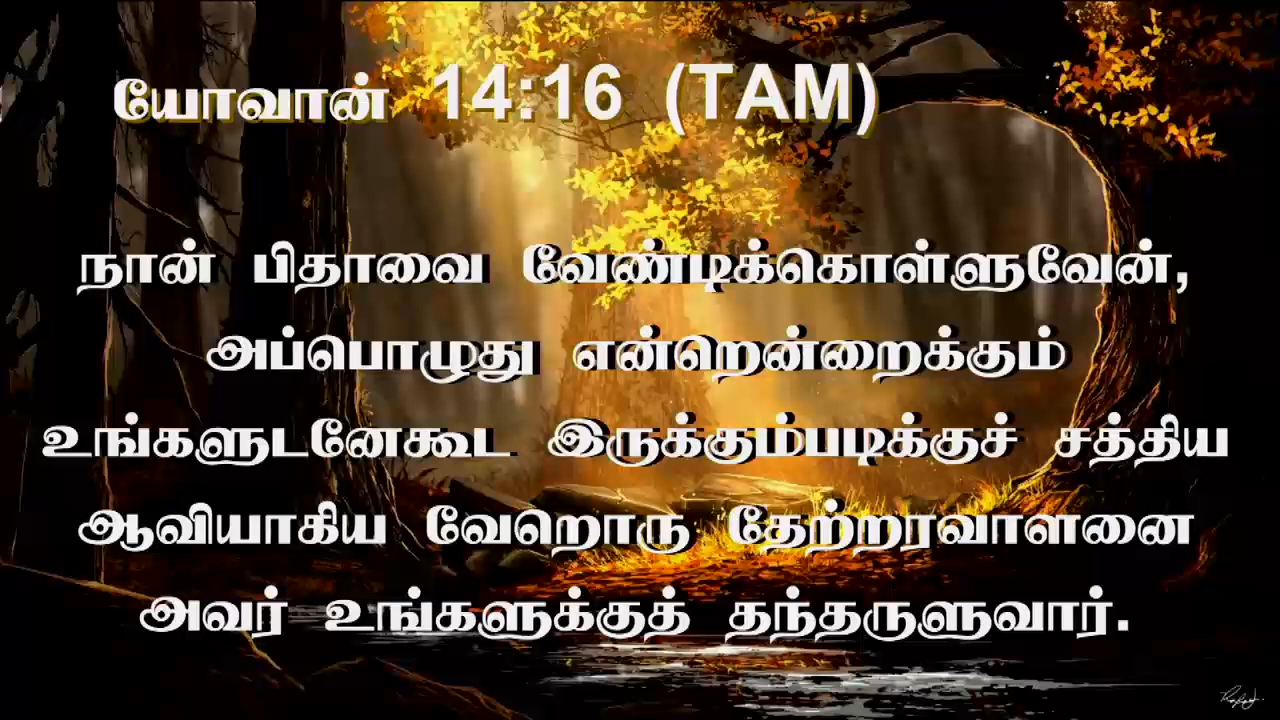 யோவான் 14:16 (TAM)
நான் பிதாவை வேண்டிக்கொள்ளுவேன்,
அப்பொழுது என்றென்றைக்கும்
உங்களுடனேகூட இருக்கும்படிக்குச் சத்திய
ஆவியாகிய வேறொரு தேற்றரவாளனை
அவர் உங்களுக்குத் தந்தருளுவார்.